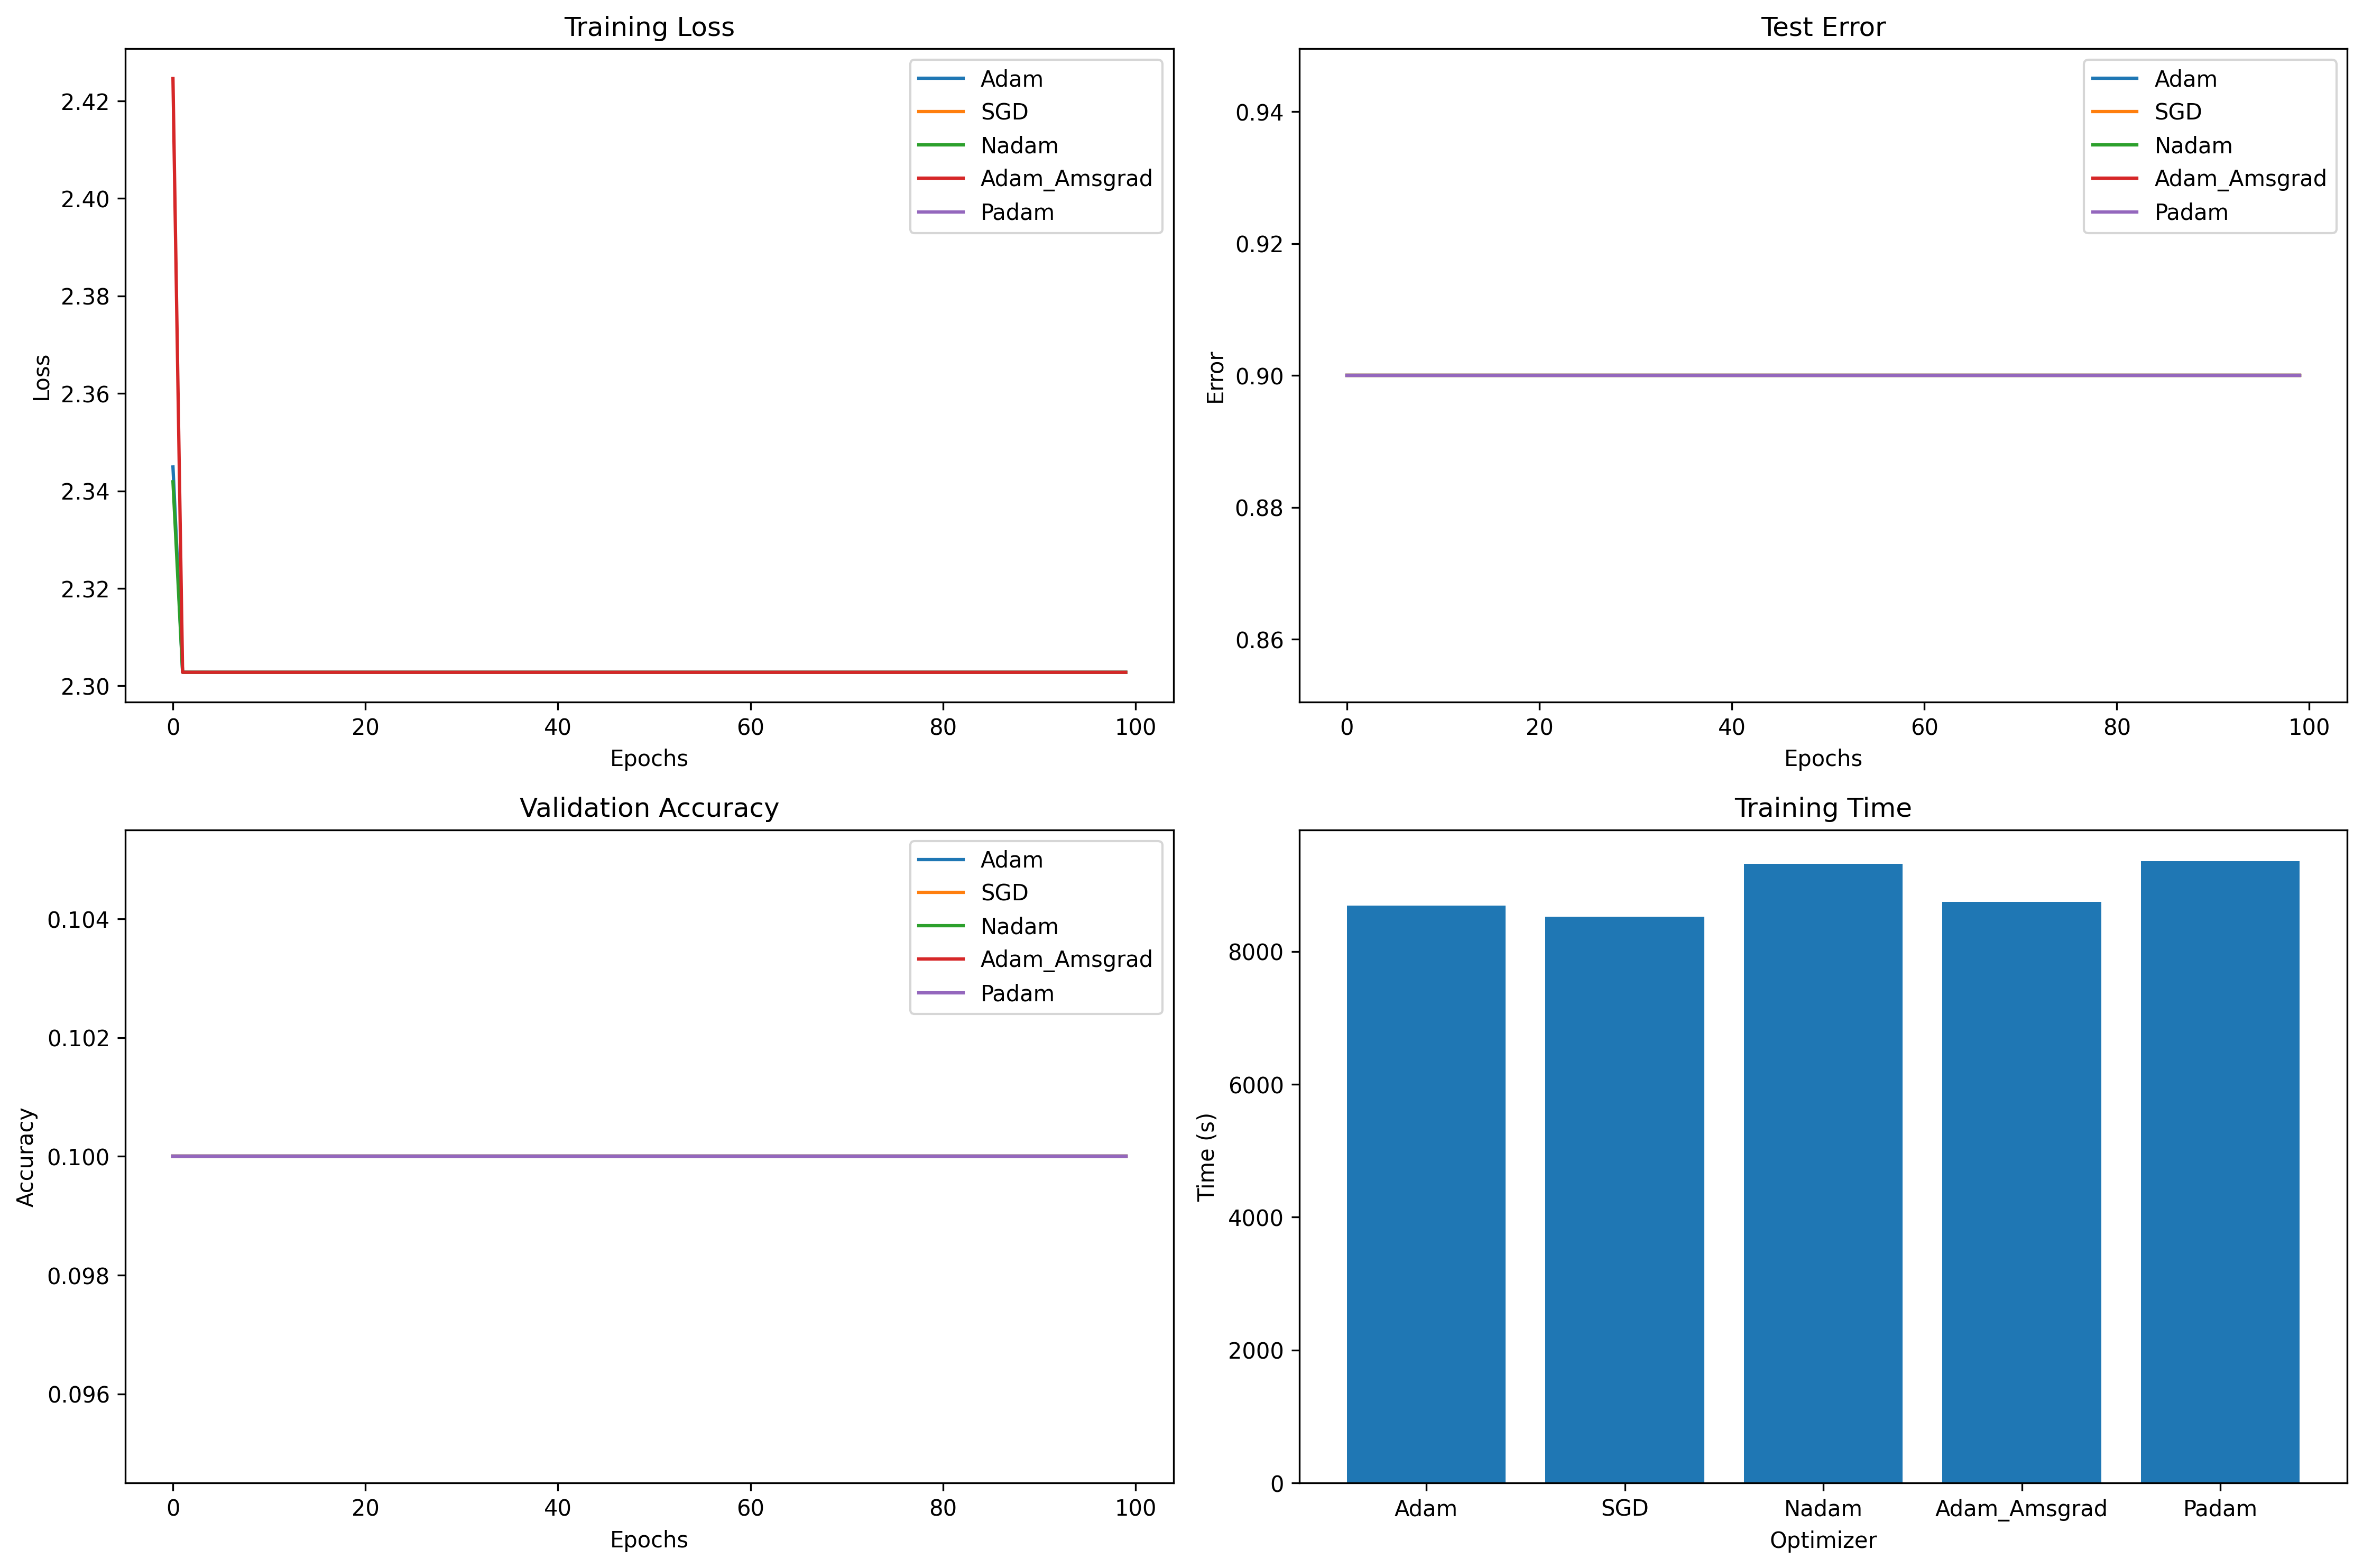 Training Loss
Loss
2.42
2.40
2.38
2.36
2.34
2.32
2.30
0 20 40 60 80 100
Epochs
Adam
SGD
Nadam
Adam_Amsgrad
Padam
Test Error
Error
0.94
0.92
0.90
0.88
0.86
0 20 40 60 80 100
Epochs
Adam
SGD
Nadam
Adam_Amsgrad
Padam
Validation Accuracy
Accuracy
0.104
0.102
0.100
0.098
0.096
0 20 40 60 80 100
Epochs
Adam
SGD
Nadam
Adam_Amsgrad
Padam
Training Time
Time (s)
8000
6000
4000
2000
0
Adam SGD Nadam Adam_Amsgrad Padam
Optimizer